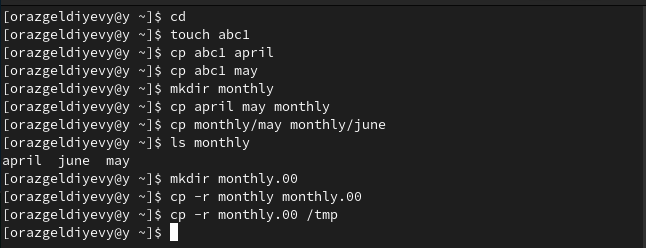 [orazgeldiyevy@y ~]$ cd
[orazgeldiyevy@y ~]$ touch abc1
[orazgeldiyevy@y ~]$ cp abc1 april
[orazgeldiyevy@y ~]$ cp abc1 may
[orazgeldiyevy@y ~]$ mkdir monthly
[orazgeldiyevy@y ~]$ cp april may monthly
[orazgeldiyevy@y ~]$ cp monthly/may monthly/june
[orazgeldiyevy@y ~]$ ls monthly
april  june  may
[orazgeldiyevy@y ~]$ mkdir monthly.00
[orazgeldiyevy@y ~]$ cp -r monthly monthly.00
[orazgeldiyevy@y ~]$ cp -r monthly.00 /tmp
[orazgeldiyevy@y ~]$